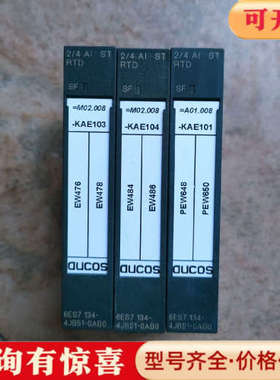 可开
2/4 AI ST
RTD
SF
=M02.008
-KAE103
EW476
EW478
aucos
6ES7 134-
4JB51-0AB0
2/4 AI ST
RTD
SF
=M02.008
-KAE104
EW484
EW486
aucos
6ES7 134-
4JB51-0AB0
2/4 AI ST
RTD
SF
=A01.008
-KAE101
PEW648
PEW650
aucos
6ES7 134-
4JB51-0AB0
询有惊喜
型号齐全·价格